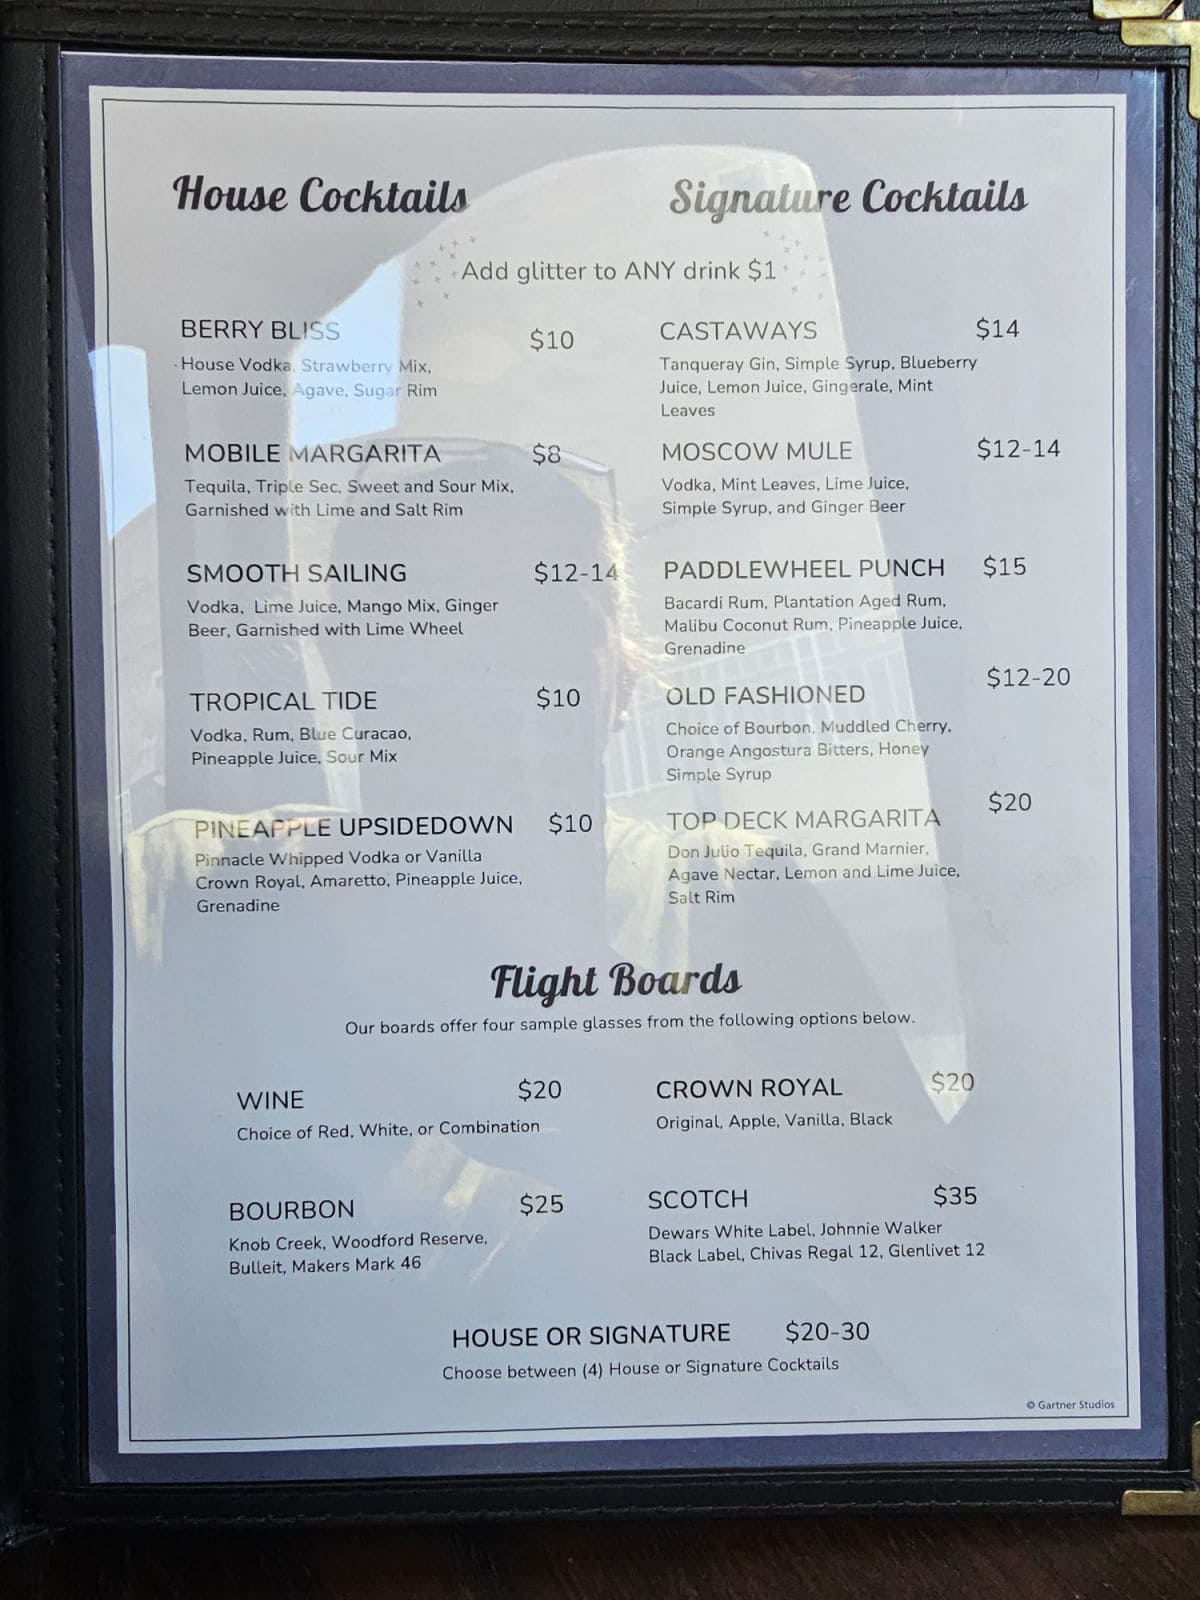 House Cocktails
Signature Cocktails
Add glitter to ANY drink $1
BERRY BLISS $10
House Vodka, Strawberry Mix,
Lemon Juice, Agave, Sugar Rim
MOBILE MARGARITA $8
Tequila, Triple Sec, Sweet and Sour Mix,
Garnished with Lime and Salt Rim
SMOOTH SAILING $12-14
Vodka, Lime Juice, Mango Mix, Ginger
Beer, Garnished with Lime Wheel
TROPICAL TIDE $10
Vodka, Rum, Blue Curacao,
Pineapple Juice, Sour Mix
PINEAPPLE UPSIDEDOWN $10
Pinnacle Whipped Vodka or Vanilla
Crown Royal, Amaretto, Pineapple Juice,
Grenadine
CASTAWAYS $14
Tanqueray Gin, Simple Syrup, Blueberry
Juice, Lemon Juice, Gingerale, Mint
Leaves
MOSCOW MULE $12-14
Vodka, Mint Leaves, Lime Juice,
Simple Syrup, and Ginger Beer
PADDLEWHEEL PUNCH $15
Bacardi Rum, Plantation Aged Rum,
Malibu Coconut Rum, Pineapple Juice,
Grenadine
OLD FASHIONED $12-20
Choice of Bourbon, Muddled Cherry,
Orange Angostura Bitters, Honey
Simple Syrup
TOP DECK MARGARITA $20
Don Julio Tequila, Grand Marnier,
Agave Nectar, Lemon and Lime Juice,
Salt Rim
Flight Boards
Our boards offer four sample glasses from the following options below.
WINE $20
Choice of Red, White, or Combination
CROWN ROYAL $20
Original, Apple, Vanilla, Black
BOURBON $25
Knob Creek, Woodford Reserve,
Bulleit, Makers Mark 46
SCOTCH $35
Dewars White Label, Johnnie Walker
Black Label, Chivas Regal 12, Glenlivet 12
HOUSE OR SIGNATURE $20-30
Choose between (4) House or Signature Cocktails
© Gartner Studios